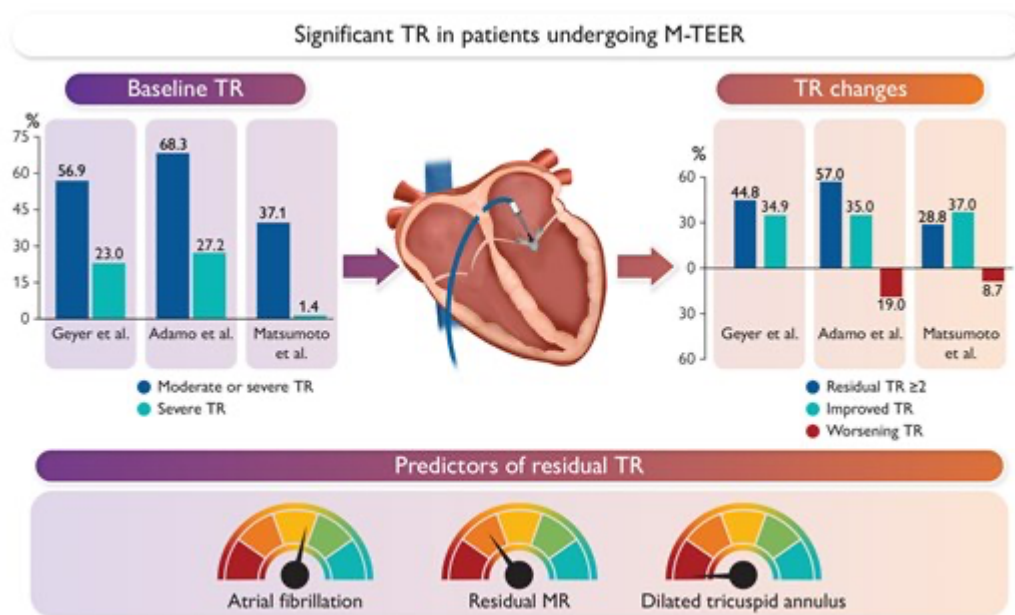 Significant TR in patients undergoing M-TEER
Baseline TR
%
75
60
45
30
15
0
56.9
23.0
68.3
27.2
37.1
1.4
Geyer et al.
Adamo et al.
Matsumoto
et al.
Moderate or severe TR
Severe TR
TR changes
%
60
30
0
30
60
44.8
34.9
57.0
35.0
19.0
28.8
37.0
8.7
Geyer et al.
Adamo et al.
Matsumoto
et al.
Residual TR ≥2
Improved TR
Worsening TR
Predictors of residual TR
Atrial fibrillation
Residual MR
Dilated tricuspid annulus